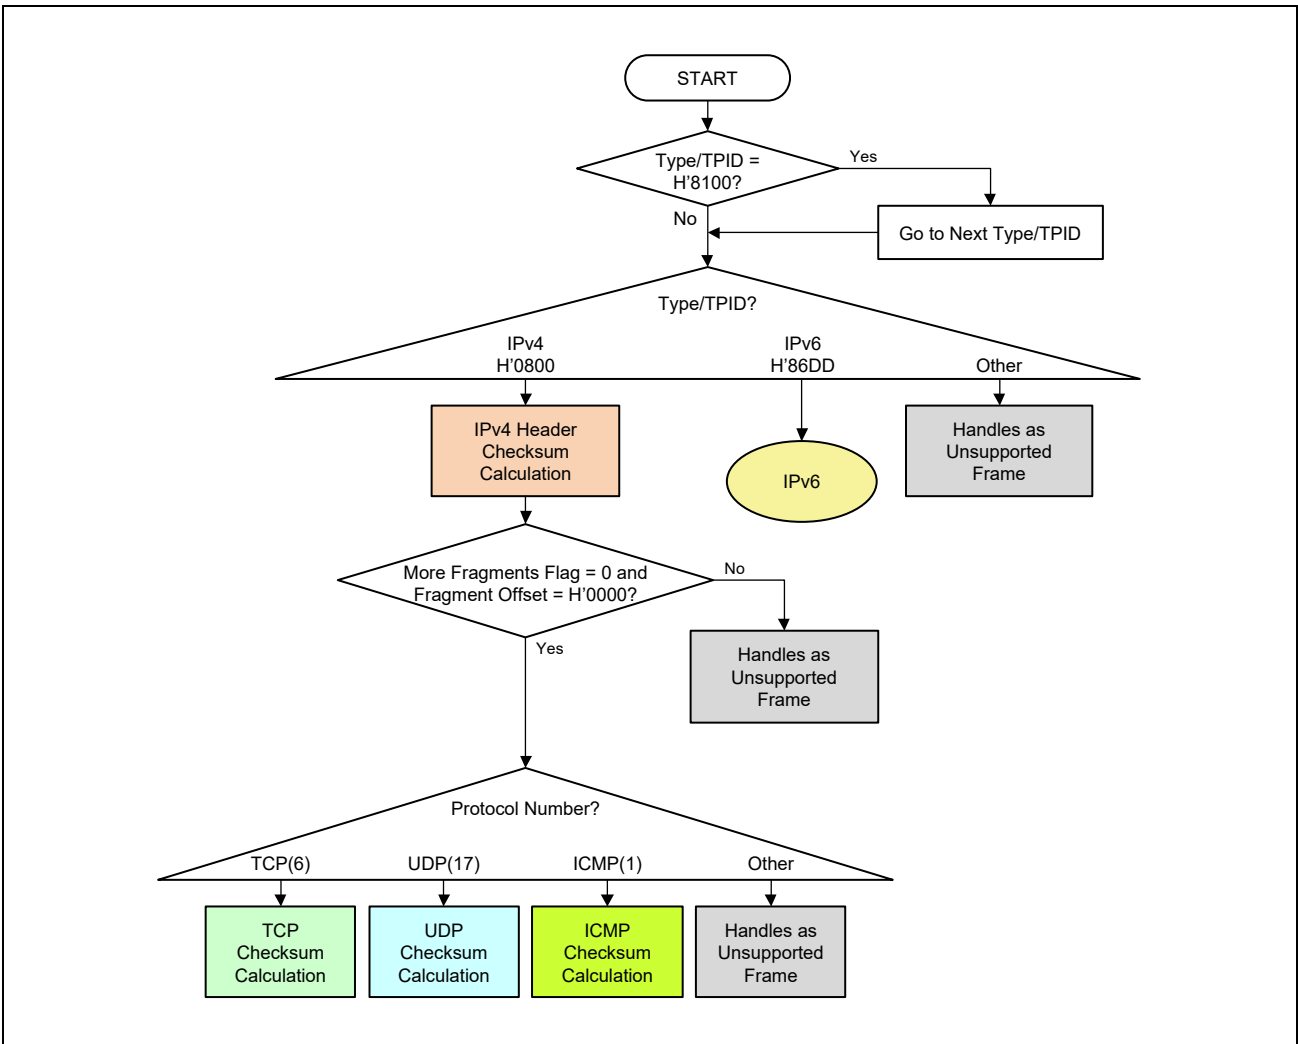 START
Type/TPID =
H'8100?
Yes
No
Go to Next Type/TPID
Type/TPID?
IPv4
H'0800
IPv6
H'86DD
Other
IPv4 Header
Checksum
Calculation
IPv6
Handles as
Unsupported
Frame
More Fragments Flag = 0 and
Fragment Offset = H'0000?
No
Yes
Handles as
Unsupported
Frame
Protocol Number?
TCP(6)
UDP(17)
ICMP(1)
Other
TCP
Checksum
Calculation
UDP
Checksum
Calculation
ICMP
Checksum
Calculation
Handles as
Unsupported
Frame